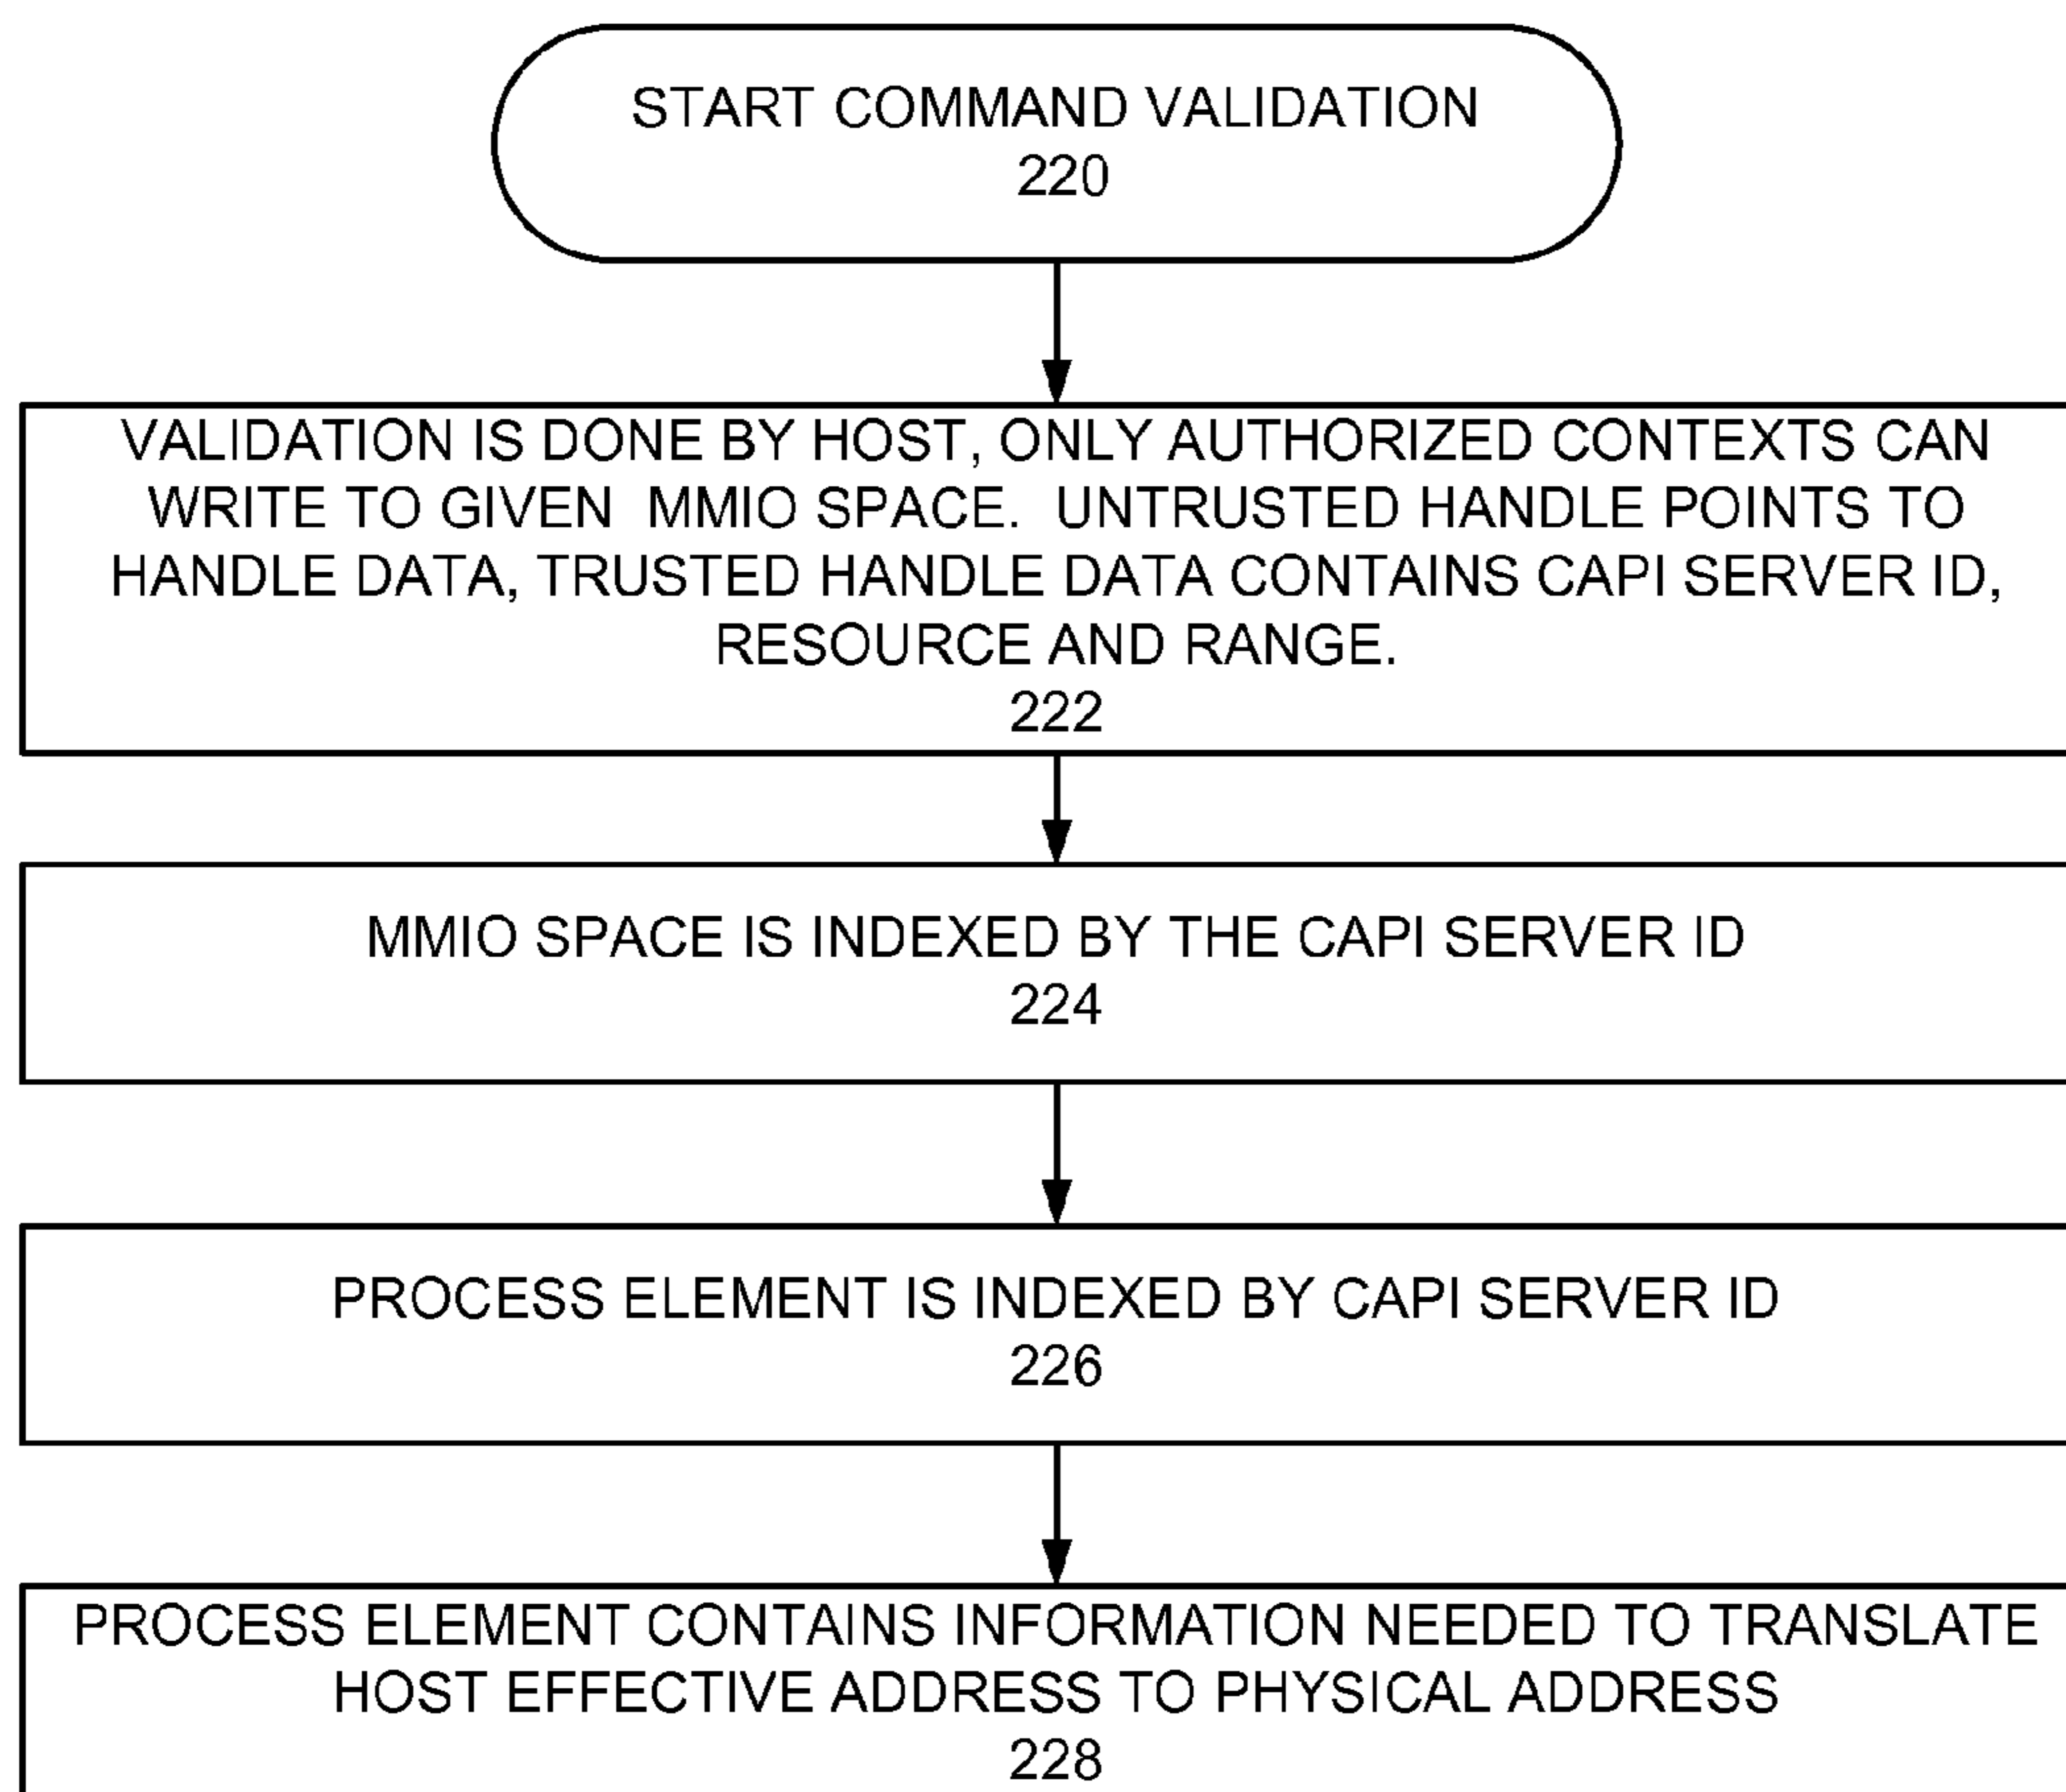 START COMMAND VALIDATION
220
VALIDATION IS DONE BY HOST, ONLY AUTHORIZED CONTEXTS CAN
WRITE TO GIVEN MMIO SPACE. UNTRUSTED HANDLE POINTS TO
HANDLE DATA, TRUSTED HANDLE DATA CONTAINS CAPI SERVER ID,
RESOURCE AND RANGE.
222
MMIO SPACE IS INDEXED BY THE CAPI SERVER ID
224
PROCESS ELEMENT IS INDEXED BY CAPI SERVER ID
226
PROCESS ELEMENT CONTAINS INFORMATION NEEDED TO TRANSLATE
HOST EFFECTIVE ADDRESS TO PHYSICAL ADDRESS
228